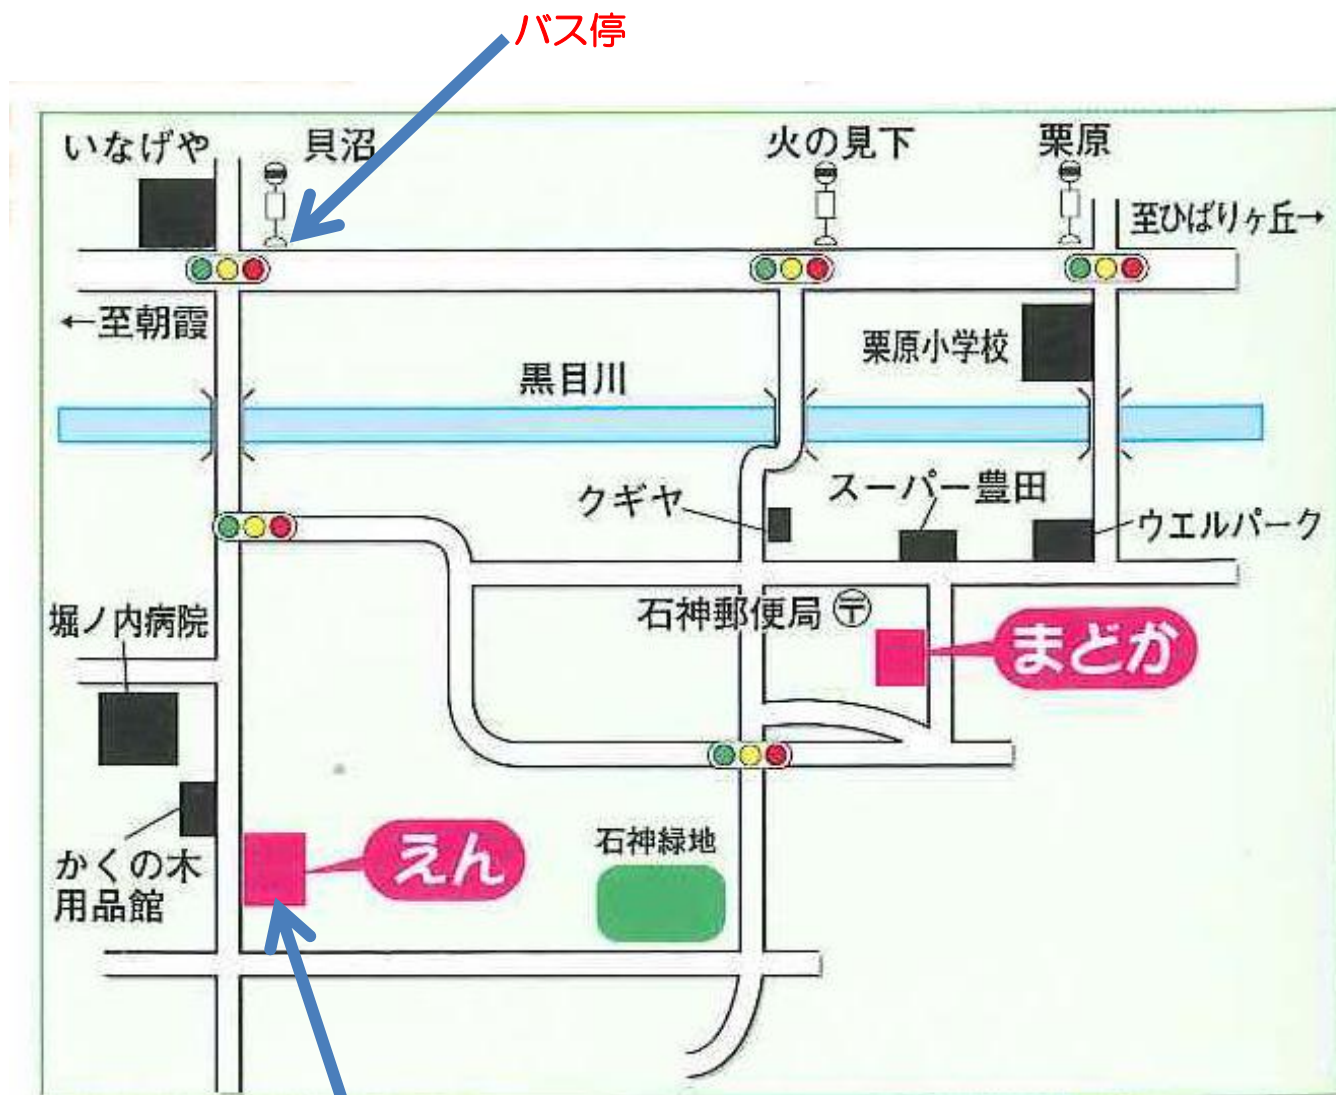 バス停
いなげや
貝沼
火の見下
栗原
至ひばりヶ丘→
←至朝霞
栗原小学校
黒目川
クギヤ
スーパー豊田
ウエルパーク
堀ノ内病院
石神郵便局 〒
まどか
かくの木
用品館
えん
石神緑地